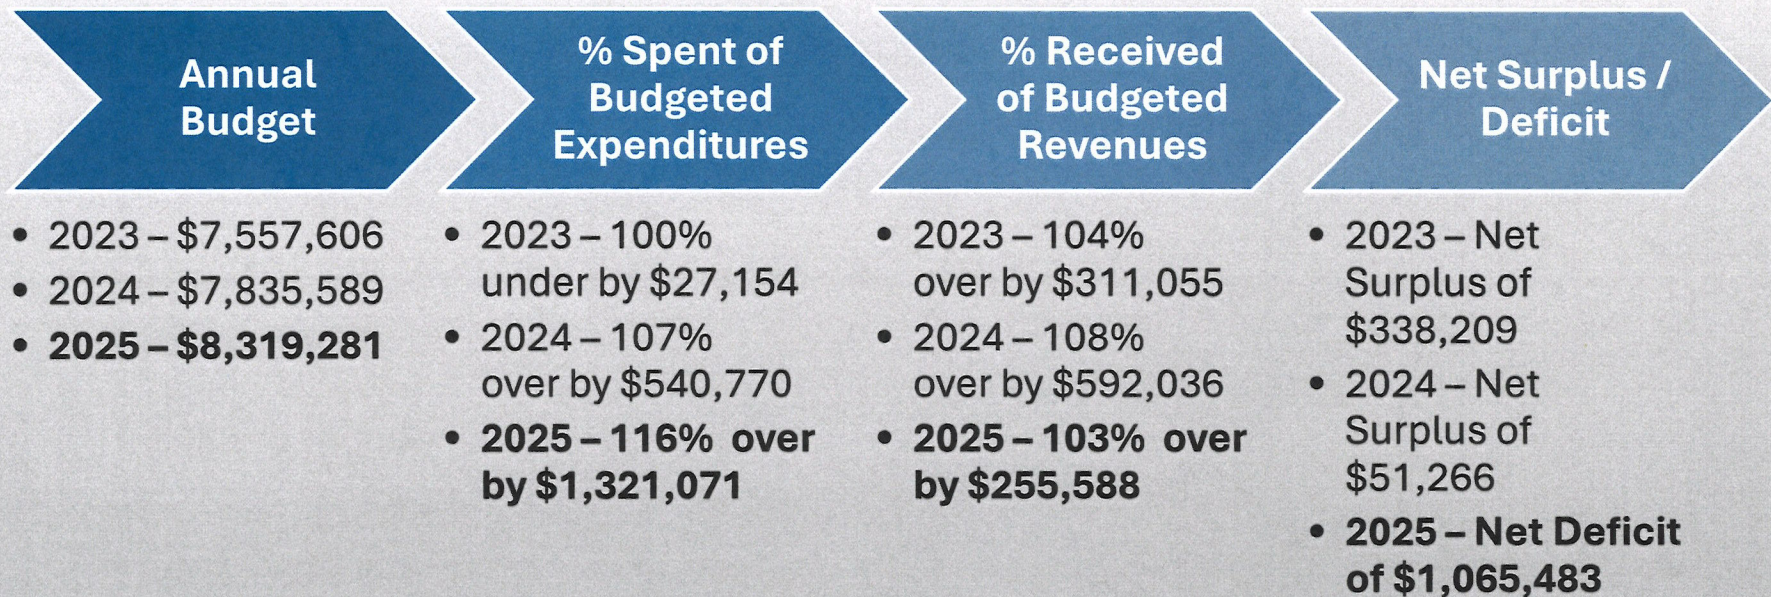 Annual
Budget
% Spent of
Budgeted
Expenditures
% Received
of Budgeted
Revenues
Net Surplus /
Deficit
• 2023 – $7,557,606
• 2024 – $7,835,589
• 2025 – $8,319,281
• 2023 – 100%
under by $27,154
• 2024 – 107%
over by $540,770
• 2025 – 116% over
by $1,321,071
• 2023 – 104%
over by $311,055
• 2024 – 108%
over by $592,036
• 2025 – 103% over
by $255,588
• 2023 – Net
Surplus of
$338,209
• 2024 – Net
Surplus of
$51,266
• 2025 – Net Deficit
of $1,065,483